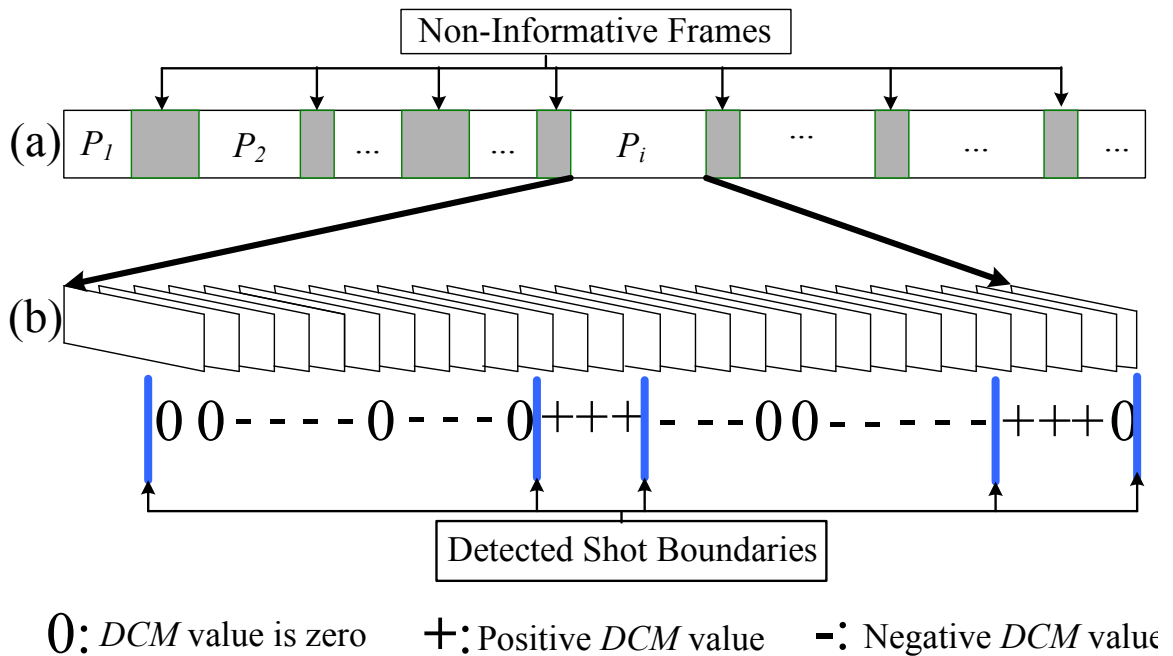 Non-Informative Frames
(a) P1 P2 ... ... Pi ... ... ...
(b)
0 0 - - - - - 0 - - - - 0 + + + - - - - 0 0 - - - - - - + + + 0
Detected Shot Boundaries
0: DCM value is zero +: Positive DCM value -: Negative DCM value